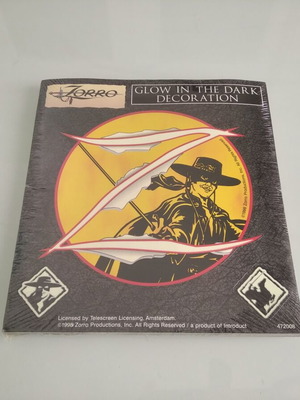 ZORRO
GLOW IN THE DARK
DECORATION
Licensed by Telescreen Licensing, Amsterdam.
©1998 Zorro Productions, Inc. All Rights Reserved / a product of Introduct
472008